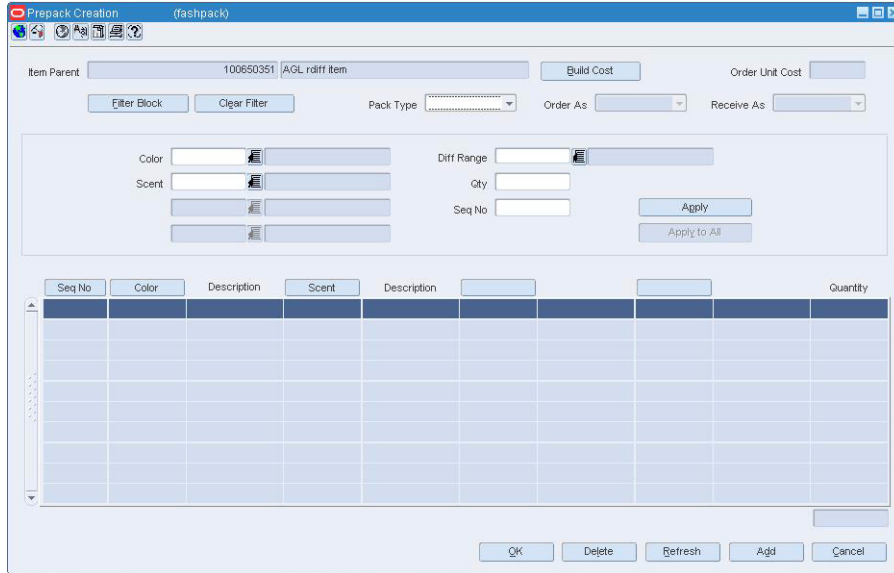 Prepack Creation (fashpack)
Item Parent 100650351 AGL rdiff item Build Cost Order Unit Cost
Filter Block Clear Filter Pack Type Order As Receive As
Color Diff Range
Scent Qty
Seq No Apply
Apply to All
Seq No Color Description Scent Description Quantity
OK Delete Refresh Add Cancel